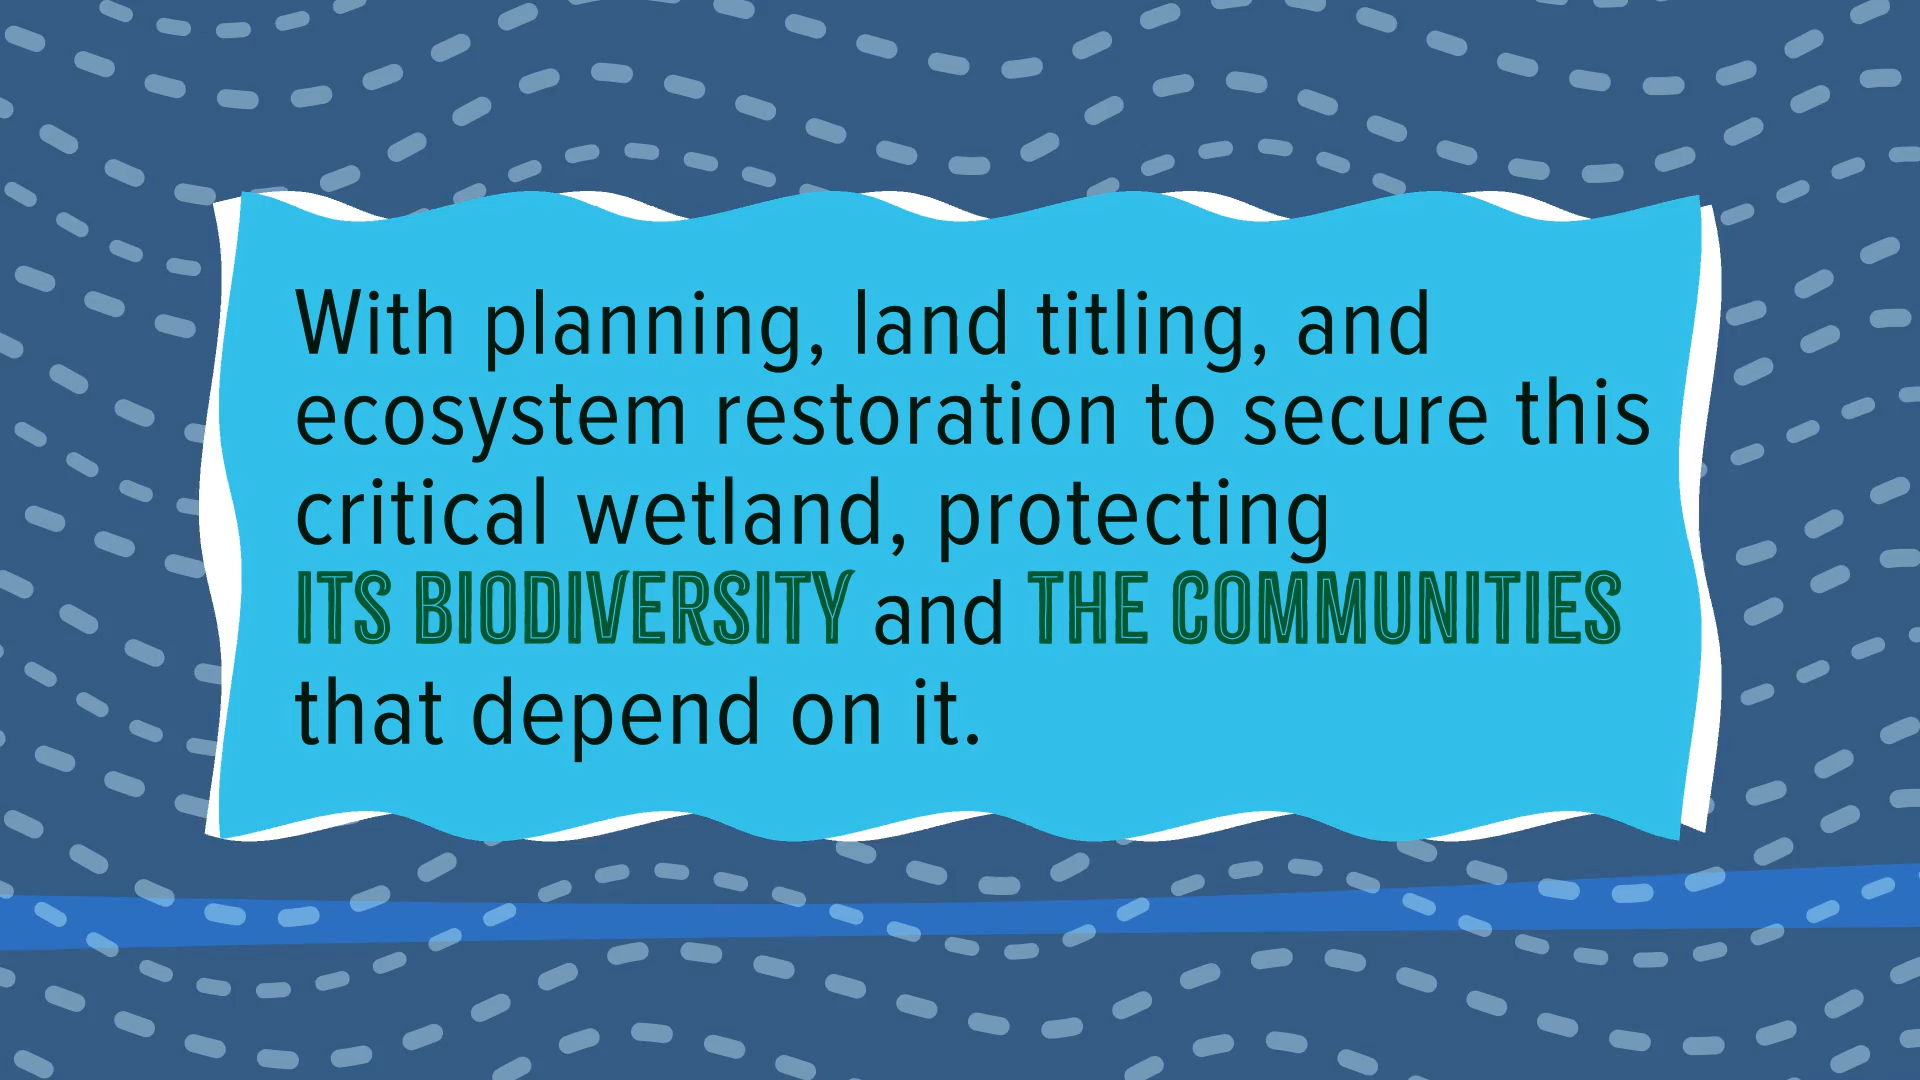 With planning, land titling, and
ecosystem restoration to secure this
critical wetland, protecting
ITS BIODIVERSITY and THE COMMUNITIES
that depend on it.